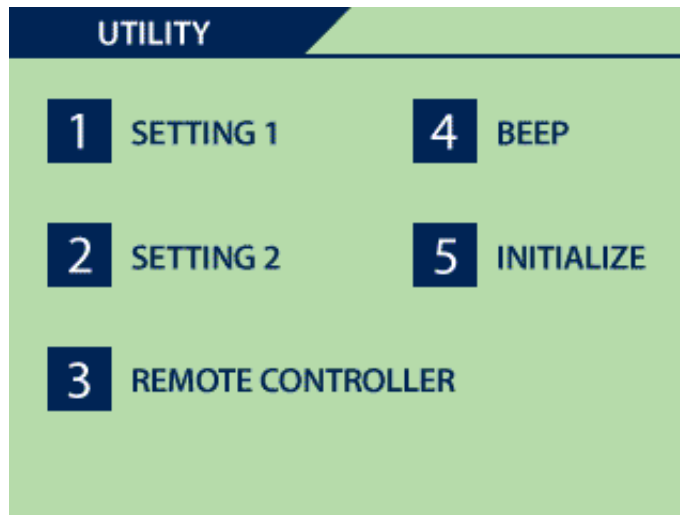 UTILITY
1 SETTING 1
2 SETTING 2
3 REMOTE CONTROLLER
4 BEEP
5 INITIALIZE